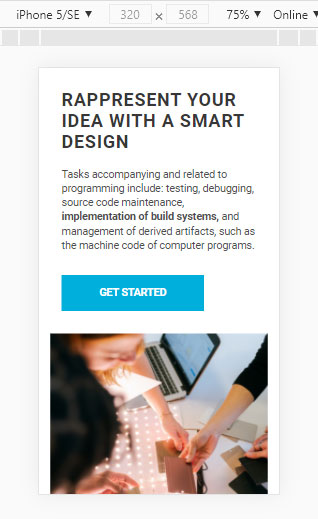 iPhone 5/SE ▼ 320 × 568 75% ▼ Online ▼
RAPPRESENT YOUR
IDEA WITH A SMART
DESIGN
Tasks accompanying and related to
programming include: testing, debugging,
source code maintenance,
implementation of build systems, and
management of derived artifacts, such as
the machine code of computer programs.
GET STARTED